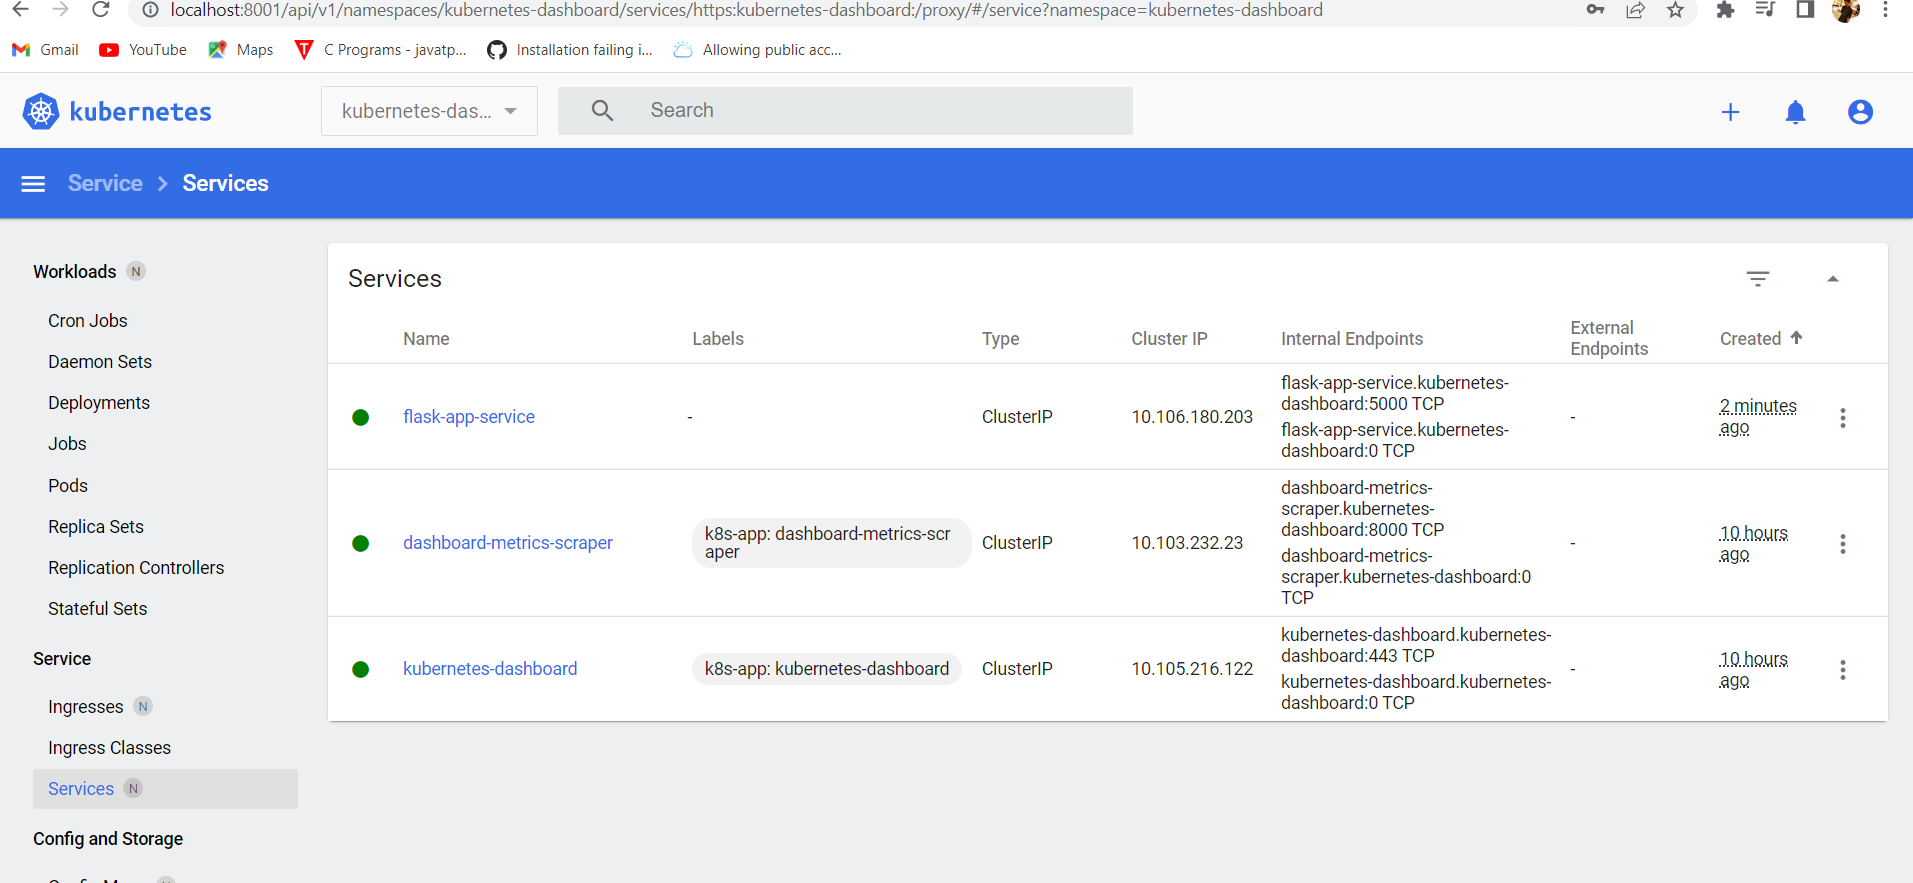 localhost:8001/api/v1/namespaces/kubernetes-dashboard/services/https:kubernetes-dashboard:/proxy/#/service?namespace=kubernetes-dashboard
Gmail YouTube Maps C Programs - javatp... Installation failing i... Allowing public acc...
kubernetes kubernetes-das... Search
Service > Services
Workloads N
Cron Jobs
Daemon Sets
Deployments
Jobs
Pods
Replica Sets
Replication Controllers
Stateful Sets
Service
Ingresses N
Ingress Classes
Services N
Config and Storage
Services
Name Labels Type Cluster IP Internal Endpoints External Endpoints Created
flask-app-service - ClusterIP 10.106.180.203
flask-app-service.kubernetes-
dashboard:5000 TCP
flask-app-service.kubernetes-
dashboard:0 TCP
-
2 minutes
ago
dashboard-metrics-scraper
k8s-app: dashboard-metrics-scr
aper
ClusterIP 10.103.232.23
dashboard-metrics-
scraper.kubernetes-
dashboard:8000 TCP
dashboard-metrics-
scraper.kubernetes-dashboard:0
TCP
-
10 hours
ago
kubernetes-dashboard k8s-app: kubernetes-dashboard ClusterIP 10.105.216.122
kubernetes-dashboard.kubernetes-
dashboard:443 TCP
kubernetes-dashboard.kubernetes-
dashboard:0 TCP
-
10 hours
ago